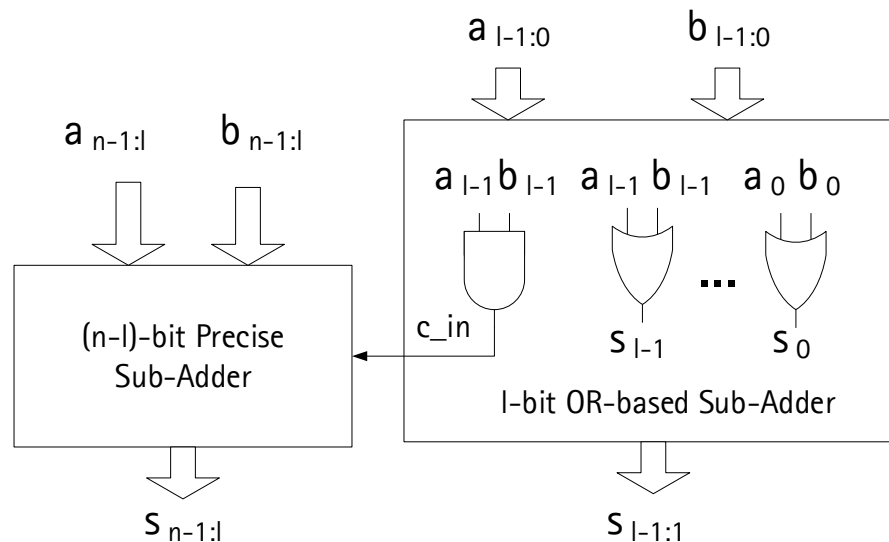 a l-1:0 b l-1:0
a n-1:l b n-1:l
a l-1 b l-1 a l-1 b l-1 a 0 b 0
(n-l)-bit Precise
Sub-Adder
c_in
...
s l-1 s 0
l-bit OR-based Sub-Adder
s n-1:l s l-1:1